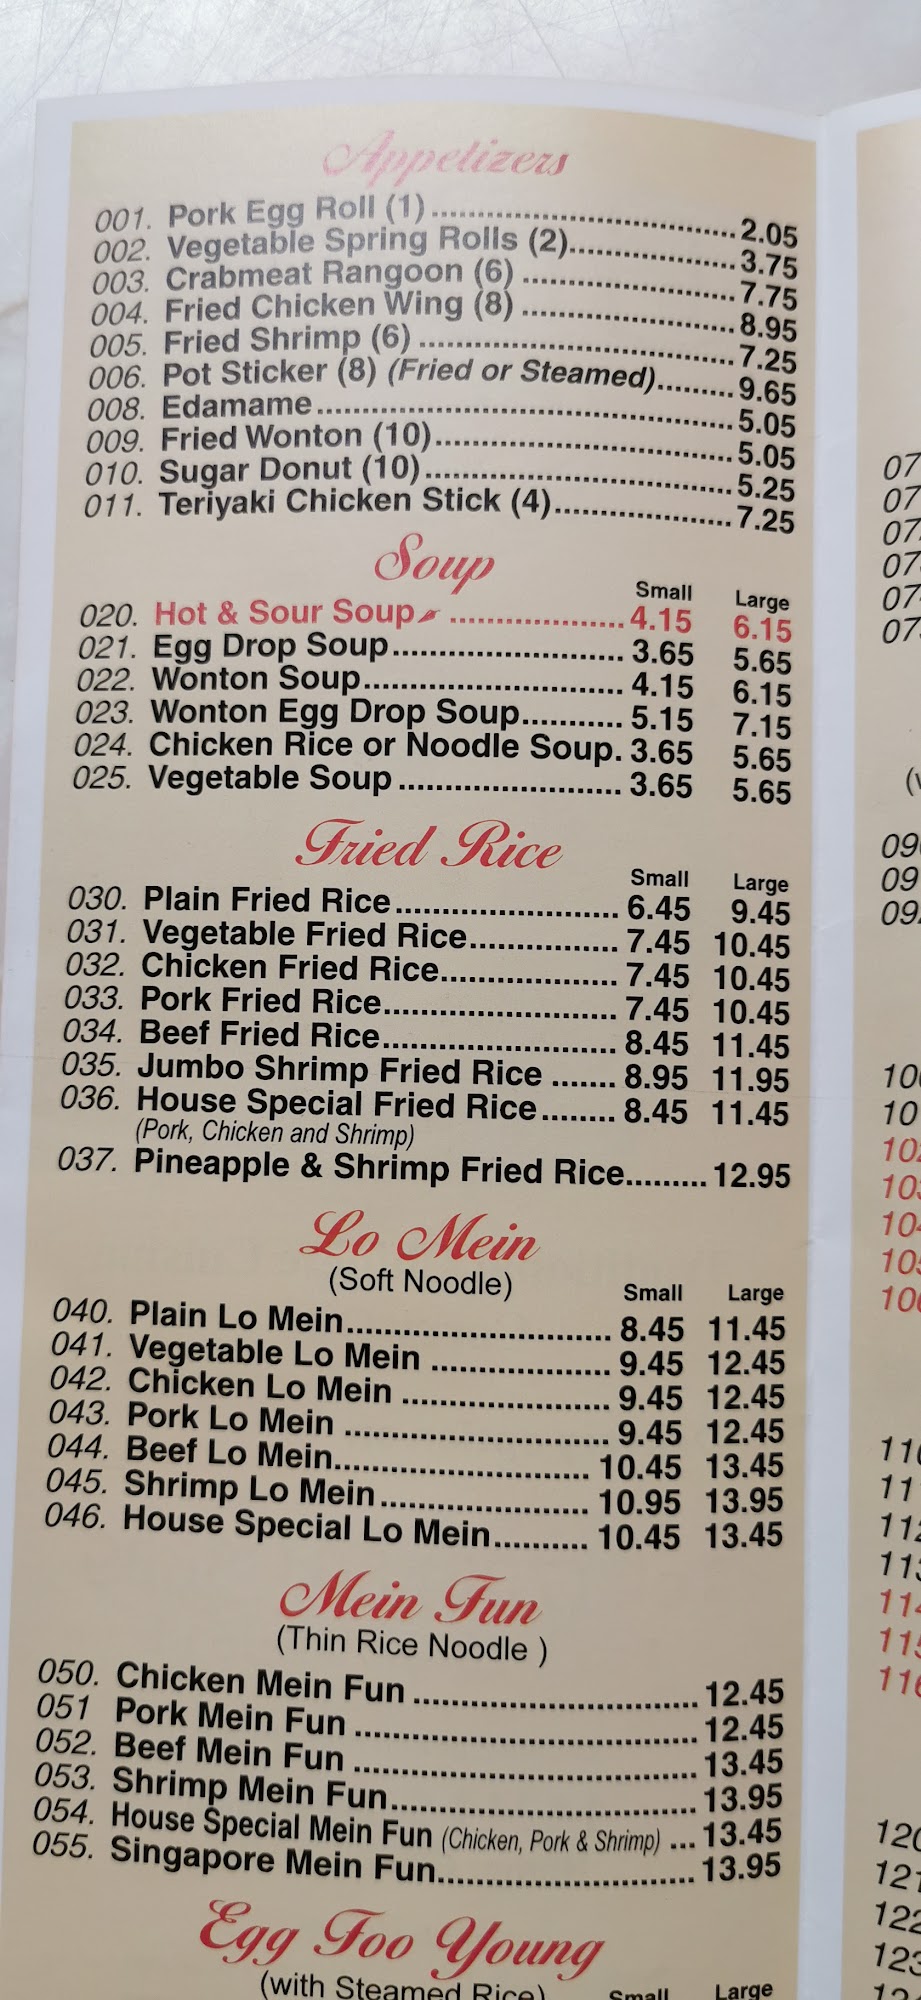 Appetizers
001. Pork Egg Roll (1) 2.05
002. Vegetable Spring Rolls (2) 3.75
003. Crabmeat Rangoon (6) 7.75
004. Fried Chicken Wing (8) 8.95
005. Fried Shrimp (6) 7.25
006. Pot Sticker (8) (Fried or Steamed) 9.65
008. Edamame 5.05
009. Fried Wonton (10) 5.05
010. Sugar Donut (10) 5.25
011. Teriyaki Chicken Stick (4) 7.25
Soup
Small Large
020. Hot & Sour Soup 4.15 6.15
021. Egg Drop Soup 3.65 5.65
022. Wonton Soup 4.15 6.15
023. Wonton Egg Drop Soup 5.15 7.15
024. Chicken Rice or Noodle Soup. 3.65 5.65
025. Vegetable Soup 3.65 5.65
Fried Rice
Small Large
030. Plain Fried Rice 6.45 9.45
031. Vegetable Fried Rice 7.45 10.45
032. Chicken Fried Rice 7.45 10.45
033. Pork Fried Rice 7.45 10.45
034. Beef Fried Rice 8.45 11.45
035. Jumbo Shrimp Fried Rice 8.95 11.95
036. House Special Fried Rice 8.45 11.45
(Pork, Chicken and Shrimp)
037. Pineapple & Shrimp Fried Rice 12.95
Lo Mein
(Soft Noodle)
Small Large
040. Plain Lo Mein 8.45 11.45
041. Vegetable Lo Mein 9.45 12.45
042. Chicken Lo Mein 9.45 12.45
043. Pork Lo Mein 9.45 12.45
044. Beef Lo Mein 10.45 13.45
045. Shrimp Lo Mein 10.95 13.95
046. House Special Lo Mein 10.45 13.45
Mein Fun
(Thin Rice Noodle )
050. Chicken Mein Fun 12.45
051 Pork Mein Fun 12.45
052. Beef Mein Fun 13.45
053. Shrimp Mein Fun 13.95
054. House Special Mein Fun (Chicken, Pork & Shrimp) 13.45
055. Singapore Mein Fun 13.95
Egg Foo Young
(with Steamed Rice)
Small Large